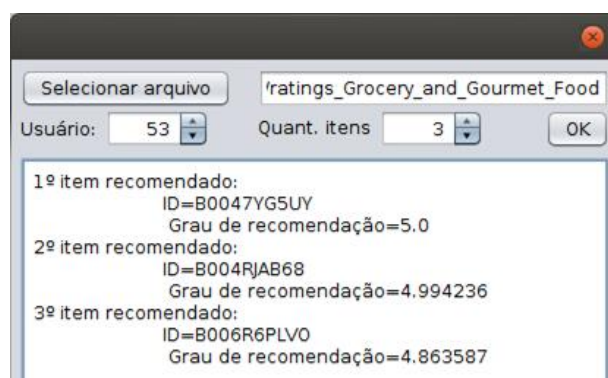 Selecionar arquivo 'ratings_Grocery_and_Gourmet_Food
Usuário: 53 Quant. itens 3 OK
1º item recomendado:
ID=B0047YG5UY
Grau de recomendação=5.0
2º item recomendado:
ID=B004RJAB68
Grau de recomendação=4.994236
3º item recomendado:
ID=B006R6PLVO
Grau de recomendação=4.863587